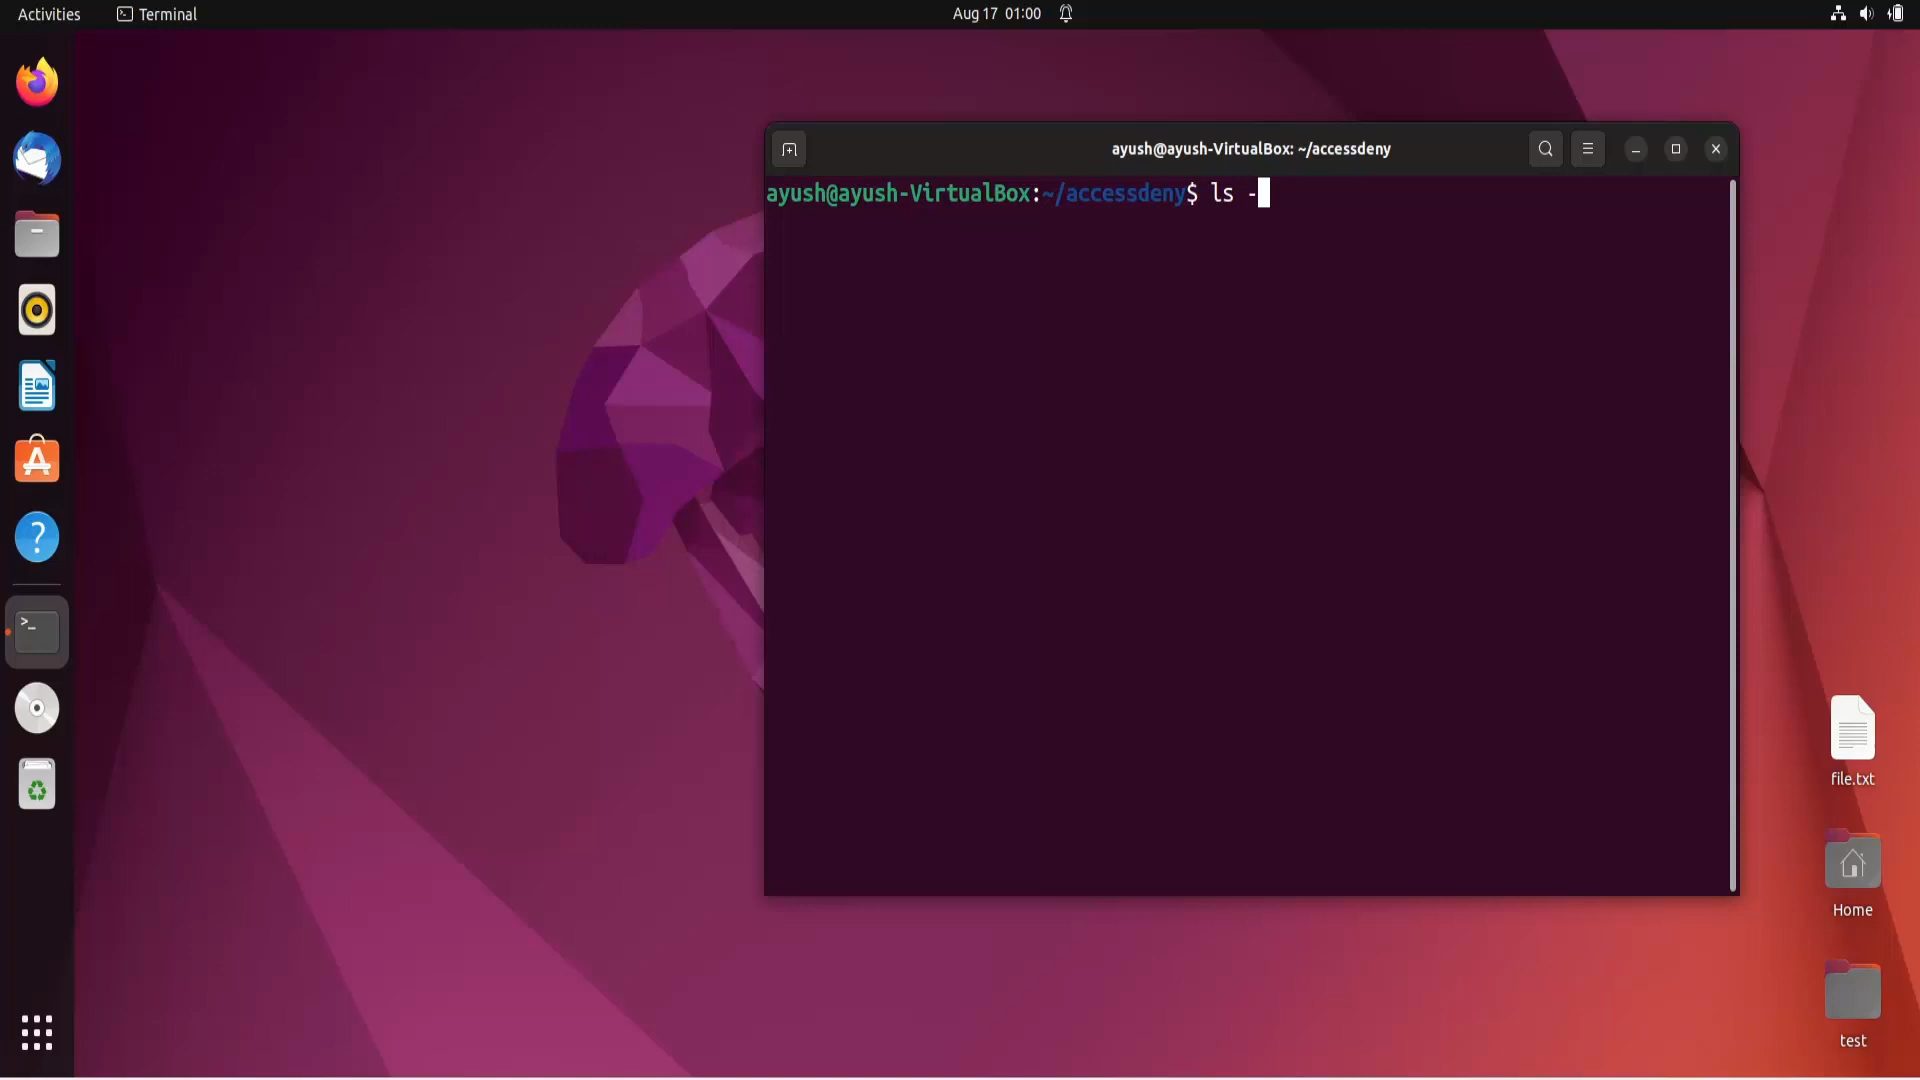 Activities
Terminal
Aug 17 01:00
ayush@ayush-VirtualBox: ~/accessdeny
ayush@ayush-VirtualBox:~/accessdeny$ ls -
file.txt
Home
test